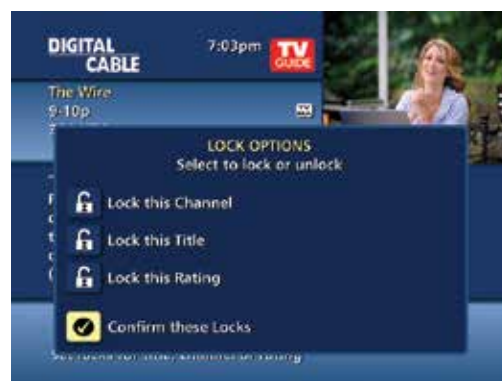 DIGITAL
CABLE
7:03pm
TV
GUIDE
The Wire
9-10p
LOCK OPTIONS
Select to lock or unlock
Lock this Channel
Lock this Title
Lock this Rating
Confirm these Locks